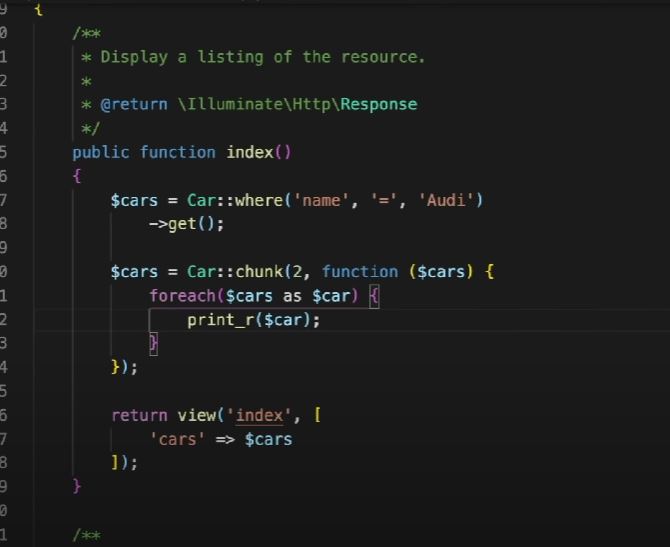 9 {
0 /**
1 * Display a listing of the resource.
2 *
3 * @return \Illuminate\Http\Response
4 */
5 public function index()
6 {
7 $cars = Car::where('name', '=', 'Audi')
8 ->get();
9
0 $cars = Car::chunk(2, function ($cars) {
1 foreach($cars as $car) {
2 print_r($car);
3 }
4 });
5
6 return view('index', [
7 'cars' => $cars
8 ]);
9 }
0
1 /**